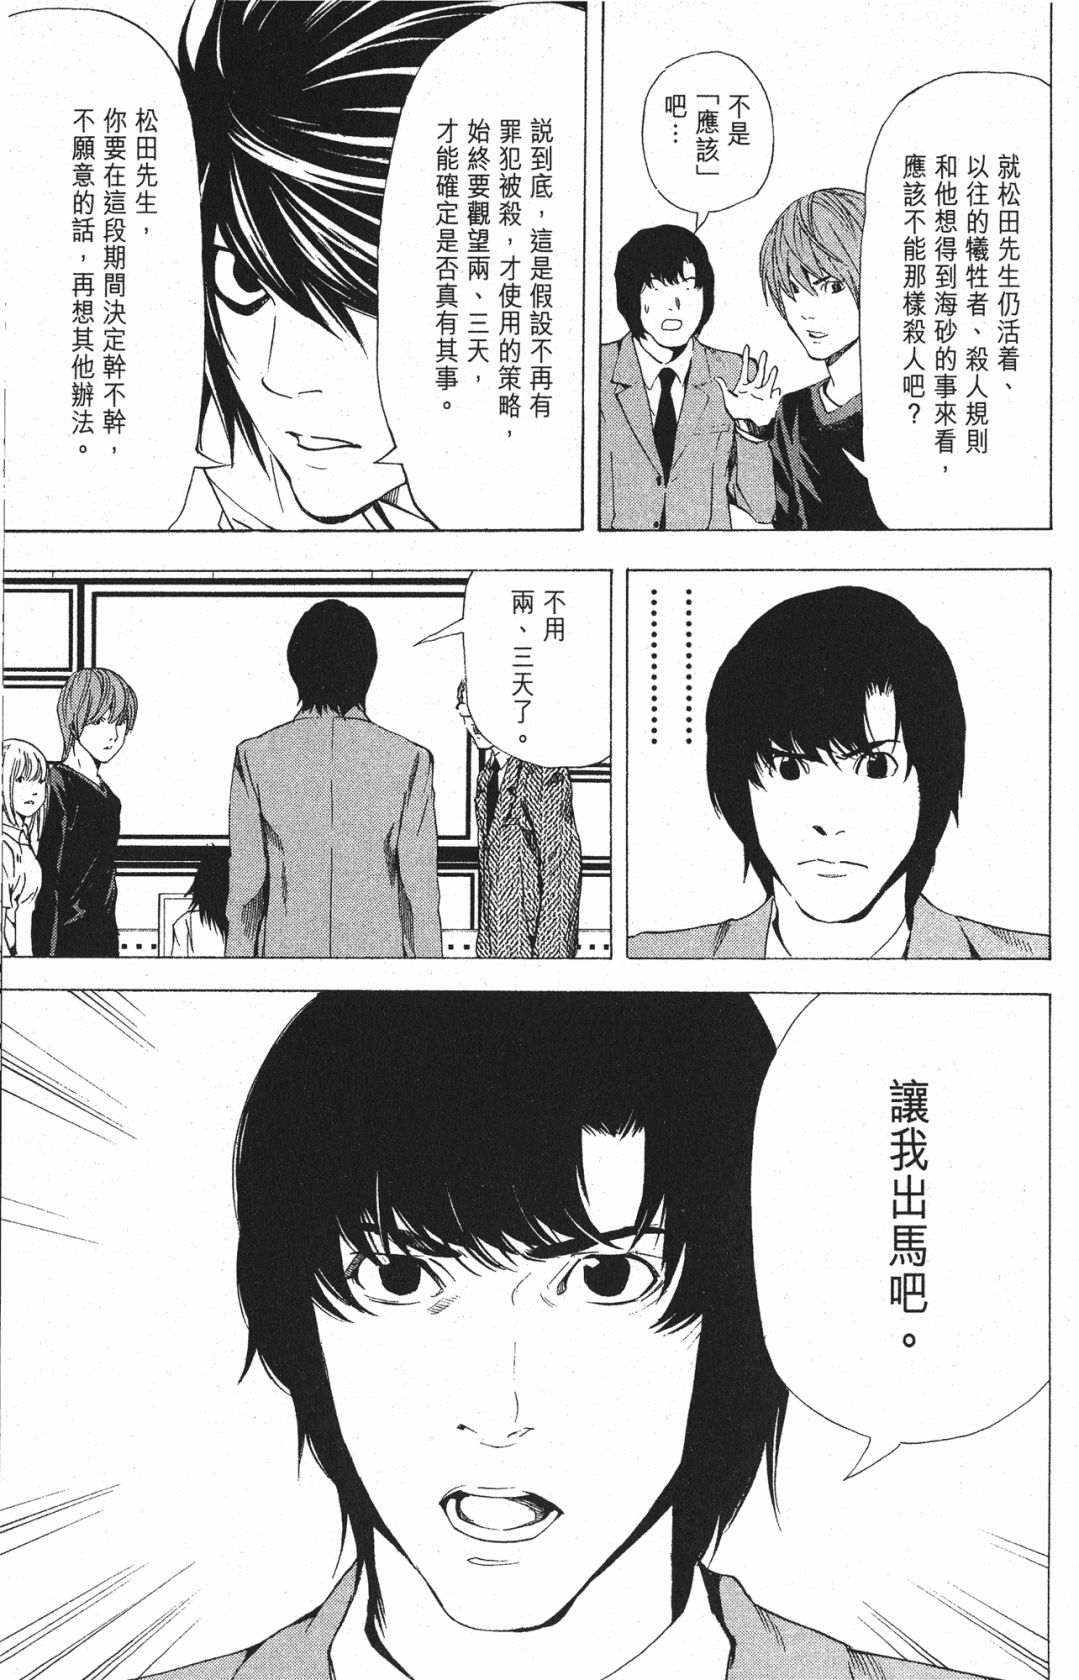 就松田先生仍活着、
以往的犧牲者、殺人規則
和他想得到海砂的事來看，
應該不能那樣殺人吧？
不是
「應該」
吧…
説到底，這是假設不再有
罪犯被殺，才使用的策略，
始終要觀望兩、三天，
才能確定是否真有其事。
松田先生，
你要在這段期間決定幹不幹，
不願意的話，再想其他辦法。
………………
………………
不用
兩、三天了。
讓我出馬吧。